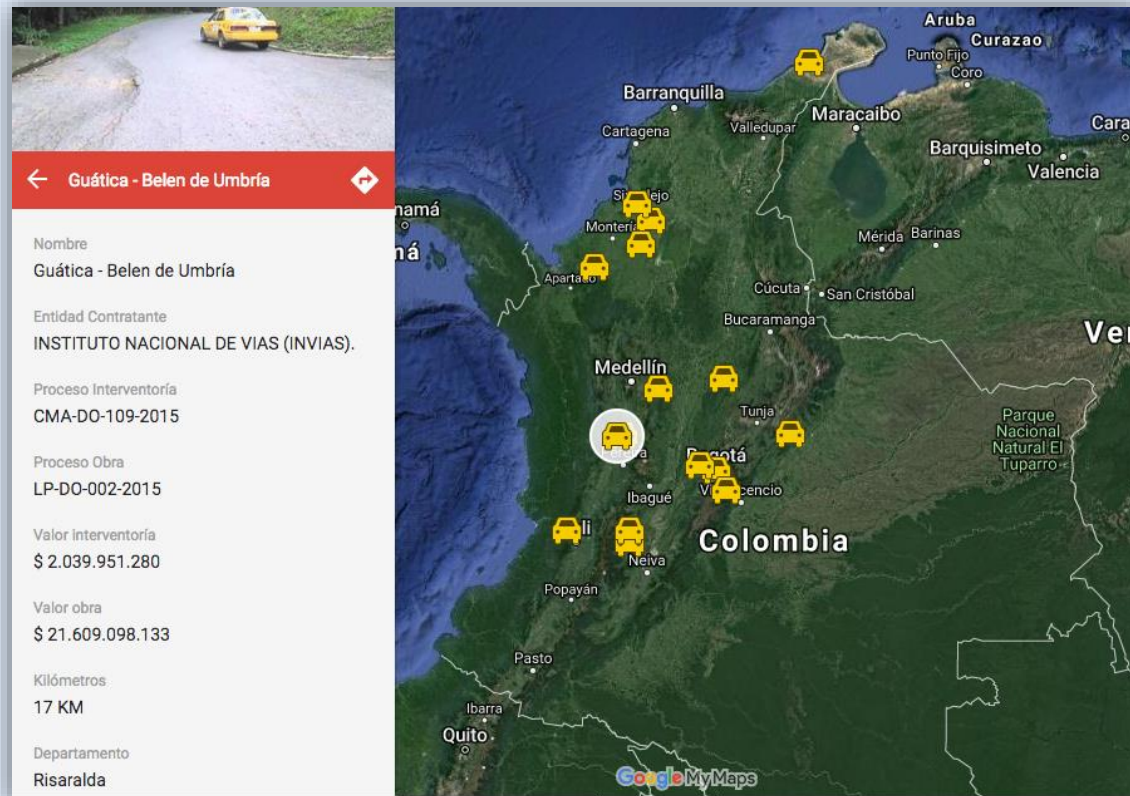 Guática - Belen de Umbría
Nombre
Guática - Belen de Umbría
Entidad Contratante
INSTITUTO NACIONAL DE VIAS (INVIAS).
Proceso Interventoría
CMA-DO-109-2015
Proceso Obra
LP-DO-002-2015
Valor interventoría
$ 2.039.951.280
Valor obra
$ 21.609.098.133
Kilómetros
17 KM
Departamento
Risaralda
Aruba
Curazao
Punto Fijo
Coro
Barranquilla
Maracaibo
Cartagena
Valledupar
Barquisimeto
Valencia
Mérida
Barinas
Cúcuta
San Cristóbal
Bucaramanga
Medellín
Tunja
Parque
Nacional
Natural El
Tuparro
Ibagué
Colombia
Neiva
Popayán
Pasto
Ibarra
Quito
Google My Maps